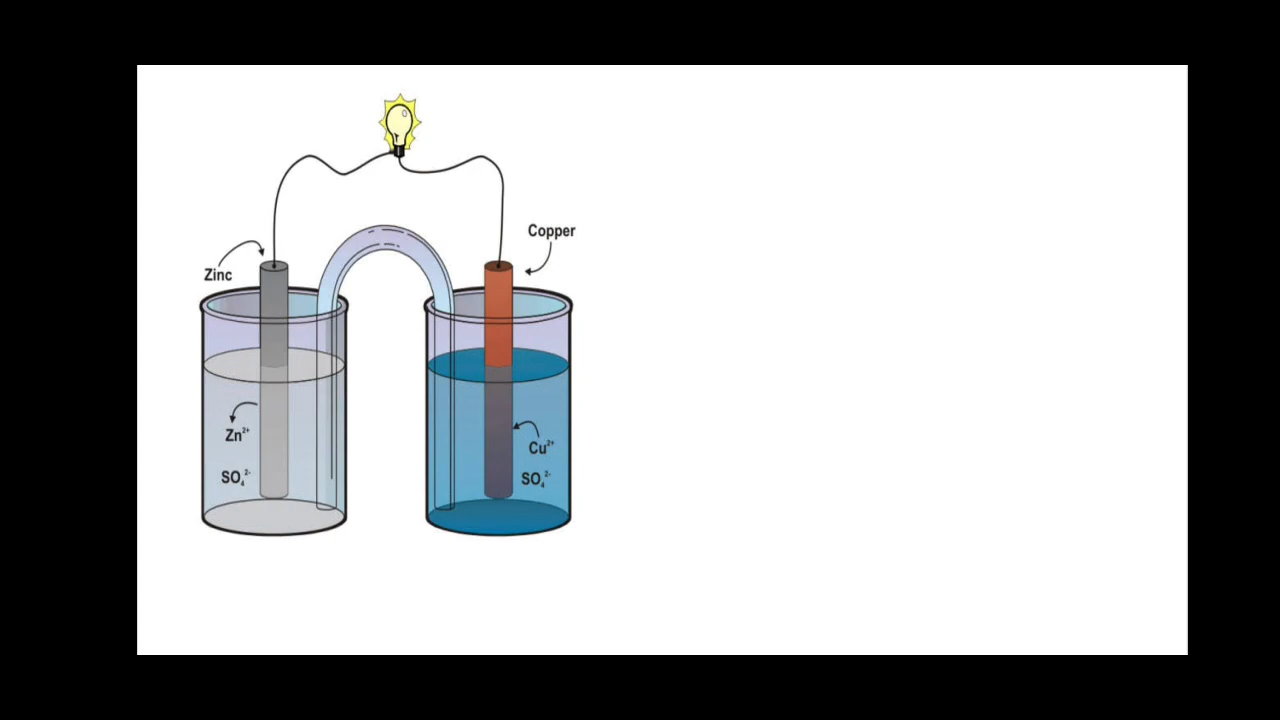 Copper
Zinc
Zn²⁺
Cu²⁺
SO₄²⁻
SO₄²⁻